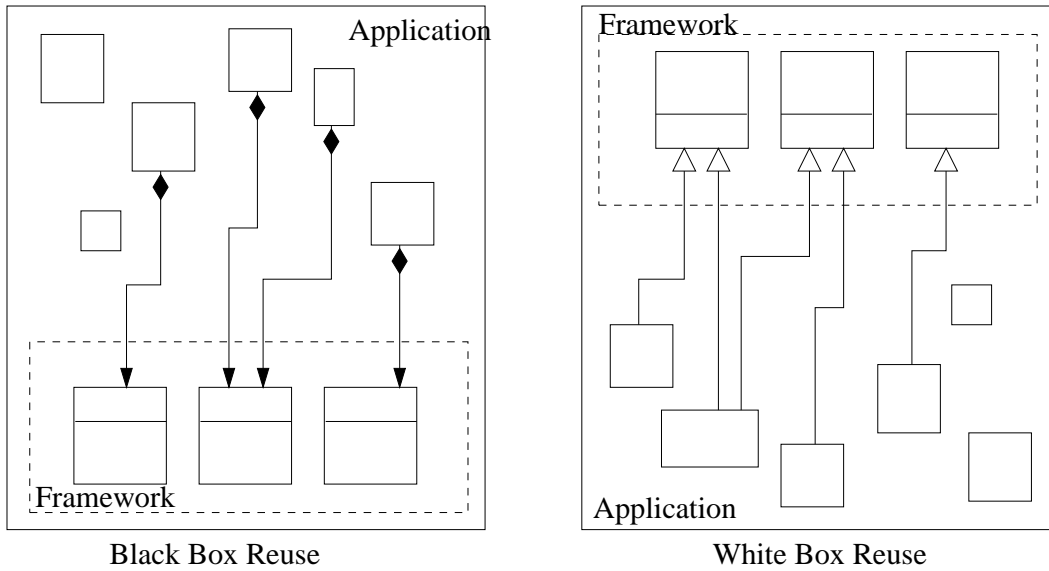 Application
Framework
Black Box Reuse
Framework
Application
White Box Reuse